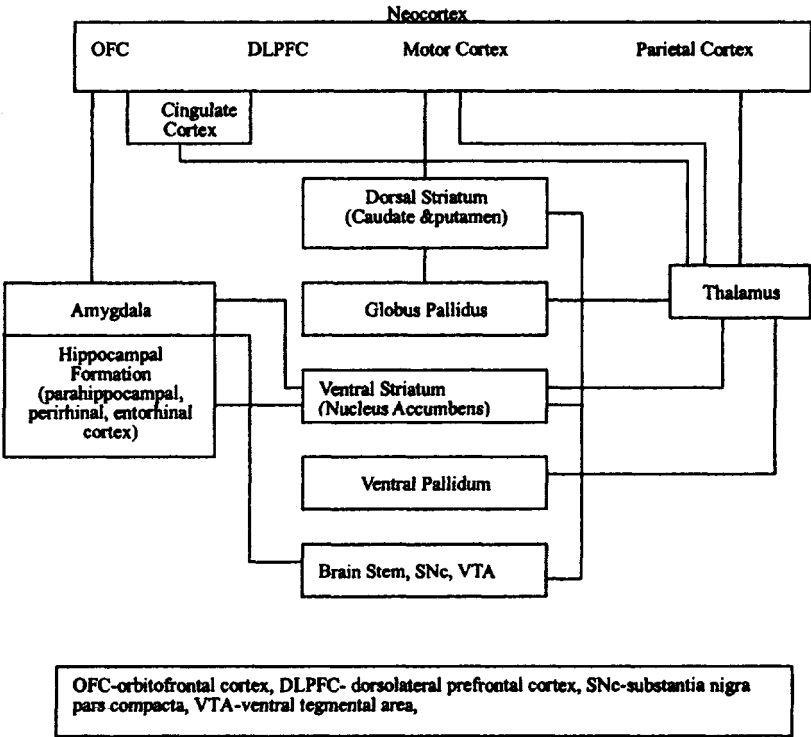 Neocortex
OFC DLPFC Motor Cortex Parietal Cortex
Cingulate
Cortex
Dorsal Striatum
(Caudate &putamen)
Amygdala
Globus Pallidus
Thalamus
Hippocampal
Formation
(parahippocampal,
perirhinal, entorhinal
cortex)
Ventral Striatum
(Nucleus Accumbens)
Ventral Pallidum
Brain Stem, SNc, VTA
OFC-orbitofrontal cortex, DLPFC- dorsolateral prefrontal cortex, SNc-substantia nigra
pars compacta, VTA-ventral tegmental area,